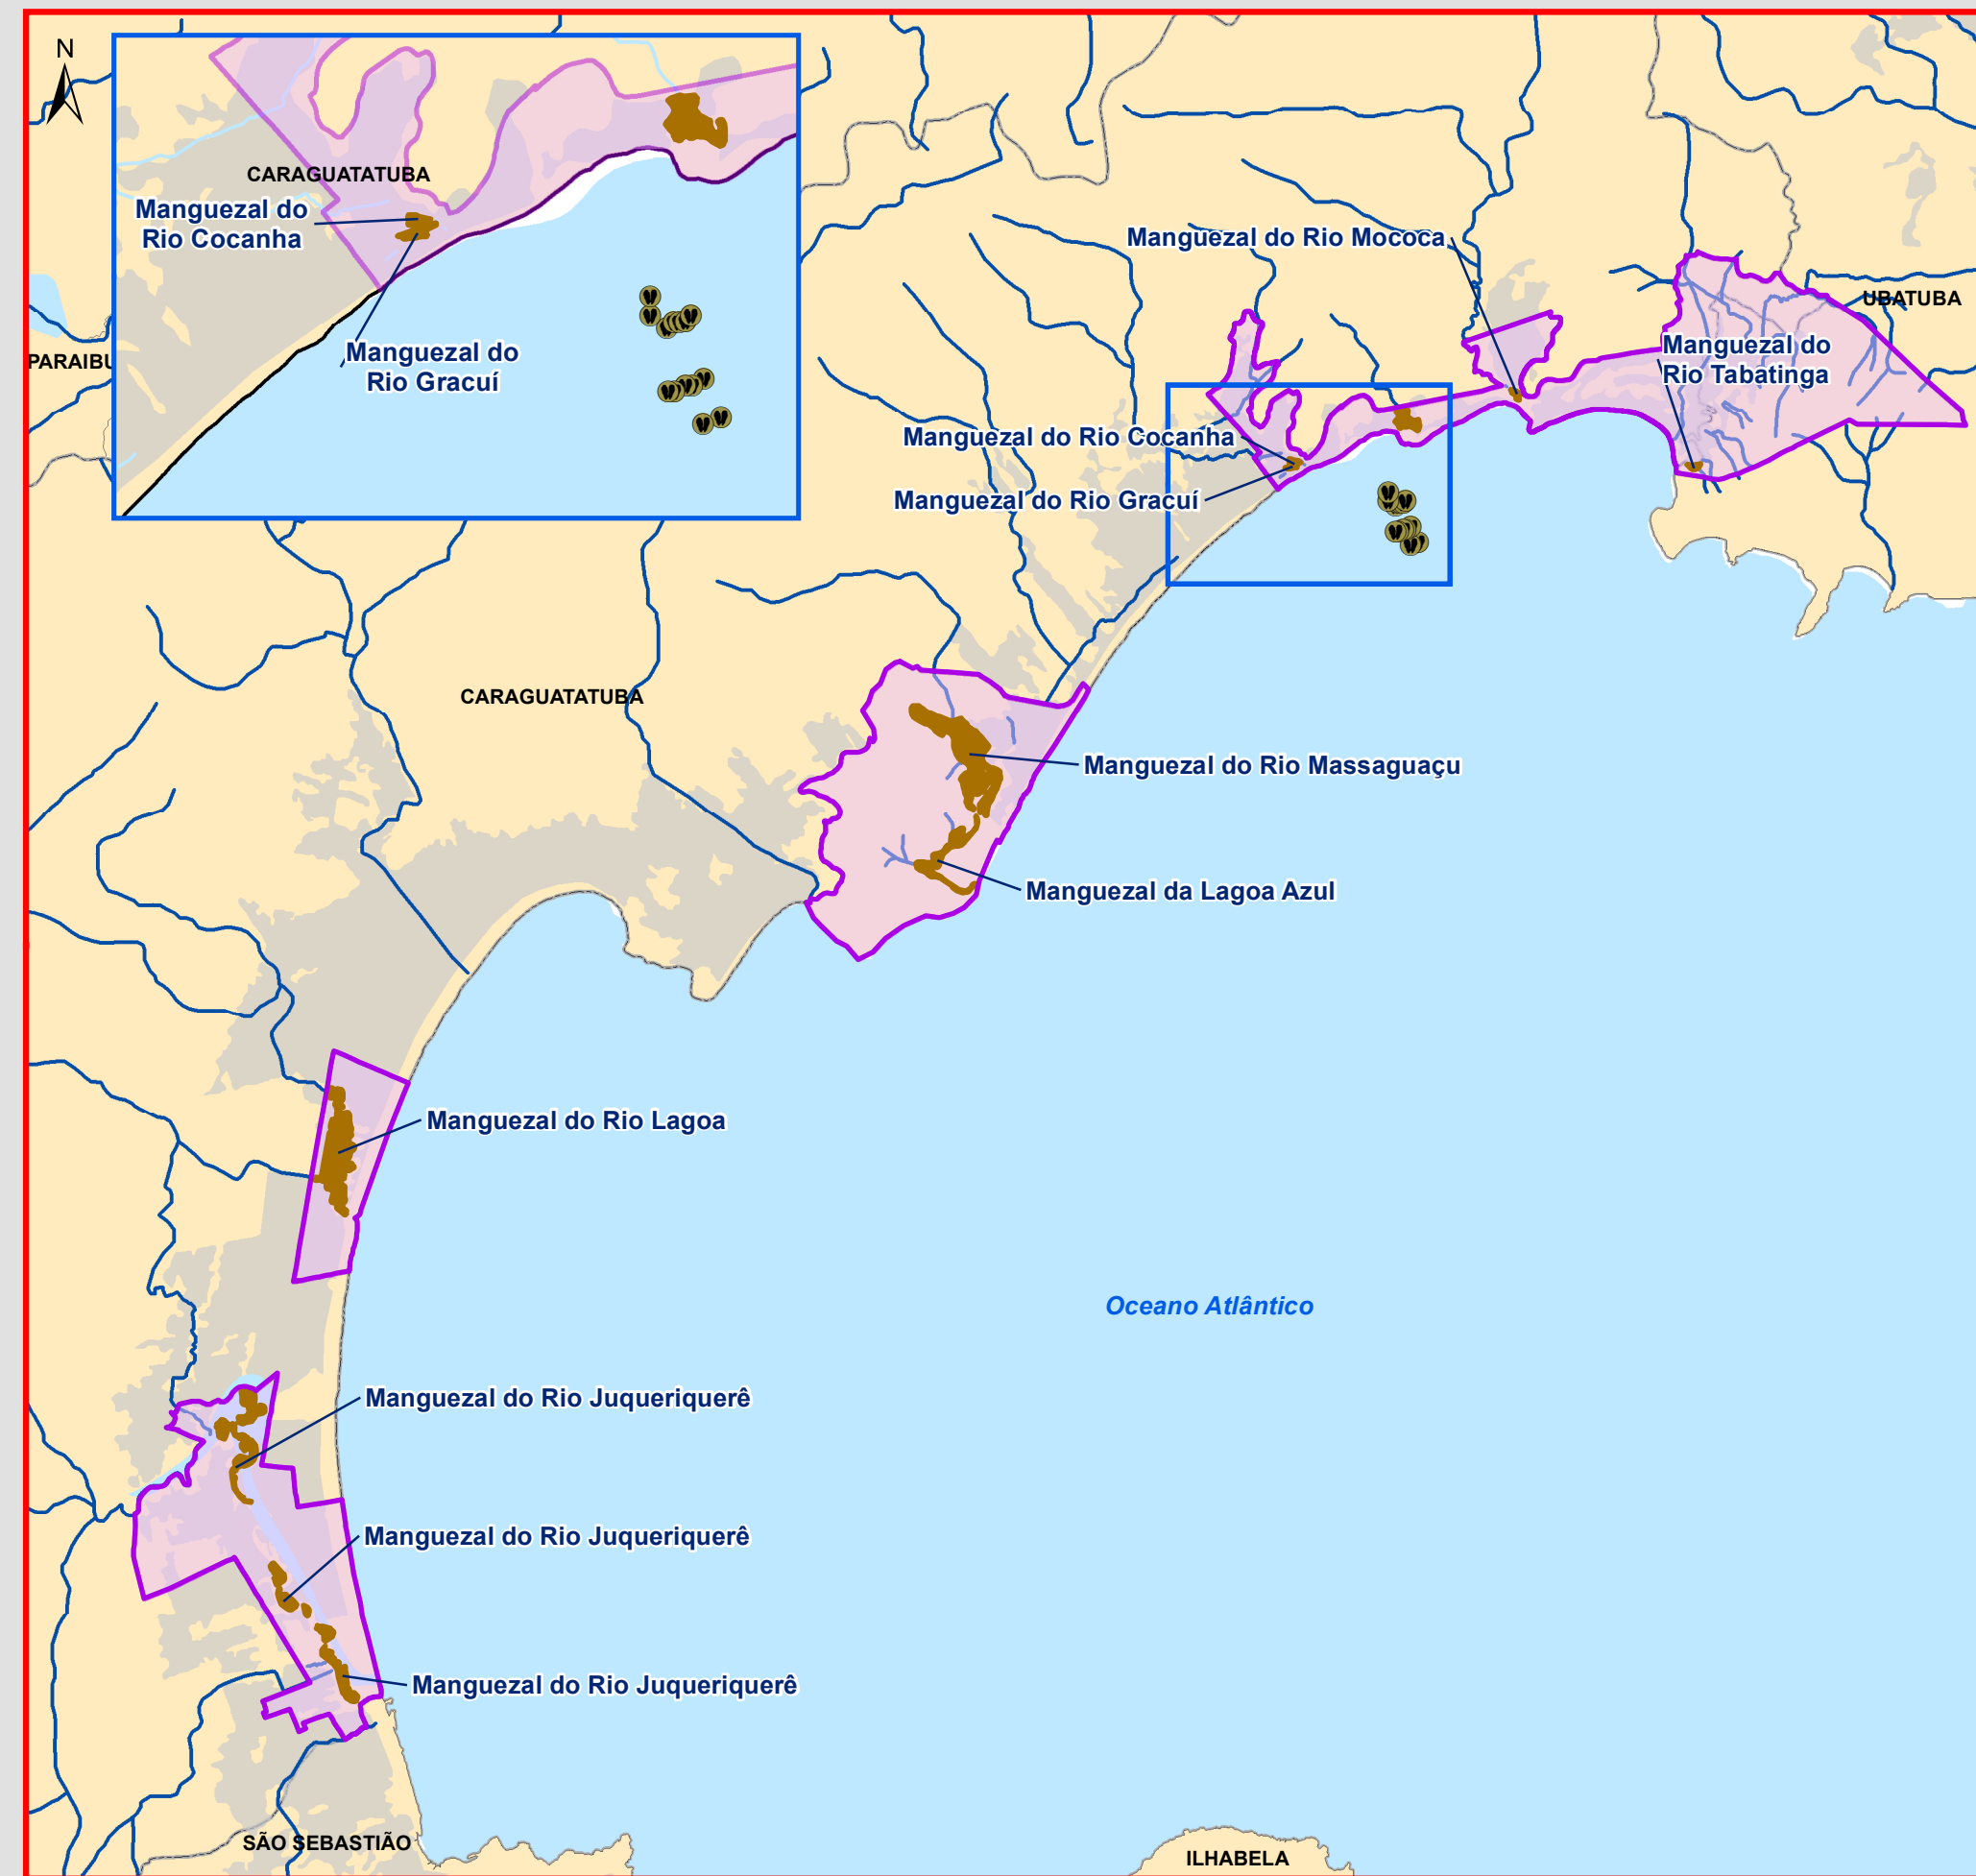 N
CARAGUATATUBA
Manguezal do
Rio Cocanha
Manguezal do
Rio Gracuí
PARAIBU
Manguezal do Rio Mococa
UBATUBA
Manguezal do
Rio Tabatinga
Manguezal do Rio Cocanha
Manguezal do Rio Gracuí
CARAGUATATUBA
Manguezal do Rio Massaguaçu
Manguezal da Lagoa Azul
Manguezal do Rio Lagoa
Oceano Atlântico
Manguezal do Rio Juqueriquerê
Manguezal do Rio Juqueriquerê
Manguezal do Rio Juqueriquerê
SÃO SEBASTIÃO
ILHABELA